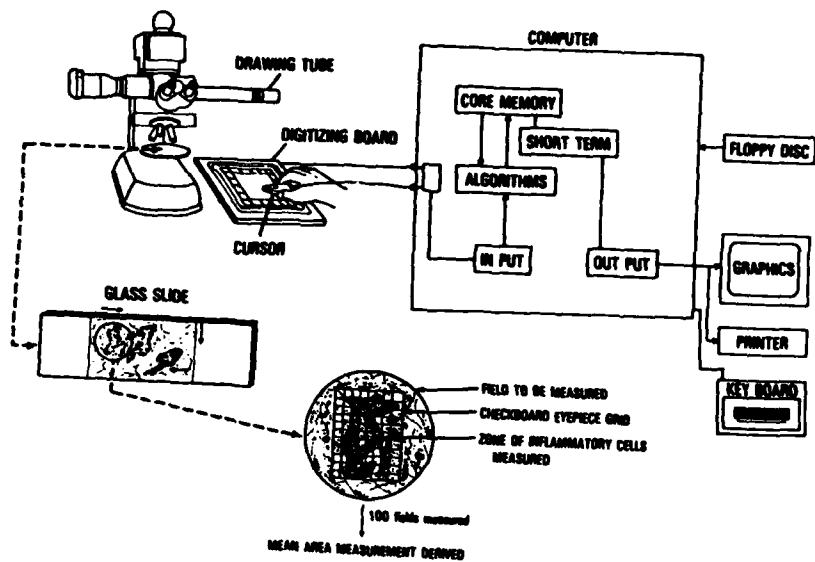 COMPUTER
DRAWING TUBE
CORE MEMORY
DIGITIZING BOARD
SHORT TERM
FLOPPY DISC
ALGORITHMS
CURSOR
IN PUT
OUT PUT
GRAPHICS
GLASS SLIDE
PRINTER
KEY BOARD
FIELD TO BE MEASURED
CHECKBOARD EYEPIECE GRID
ZONE OF INFLAMMATORY CELLS
MEASURED
100 fields measured
MEAN AREA MEASUREMENT DERIVED